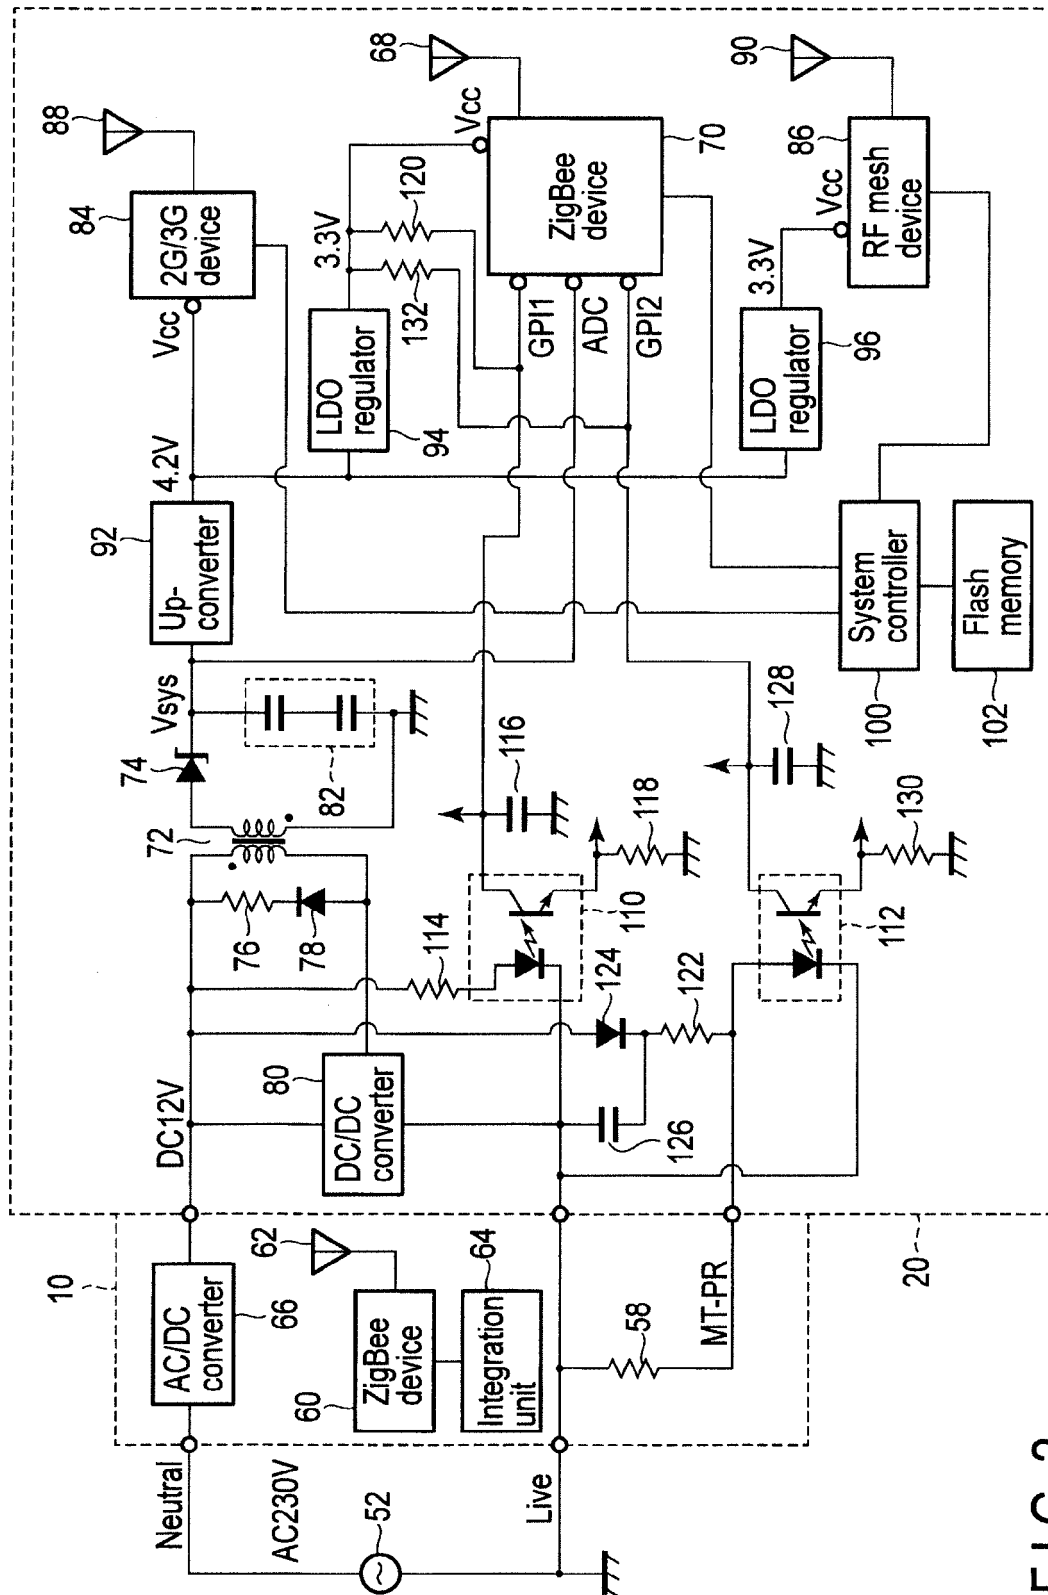 88
84
2G/3G
device
Vcc
4.2V
92
Up-
converter
Vsys
74
72
82
76
78
DC12V
80
DC/DC
converter
114
10
AC/DC
converter
66
Neutral
AC230V
52
Live
62
ZigBee
device
60
64
Integration
unit
58
MT-PR
20
68
Vcc
ZigBee
device
70
3.3V
120
132
LDO
regulator
94
GPI1
ADC
GPI2
116
118
110
124
122
126
128
130
112
90
86
Vcc
RF mesh
device
3.3V
LDO
regulator
96
System
controller
100
Flash
memory
102